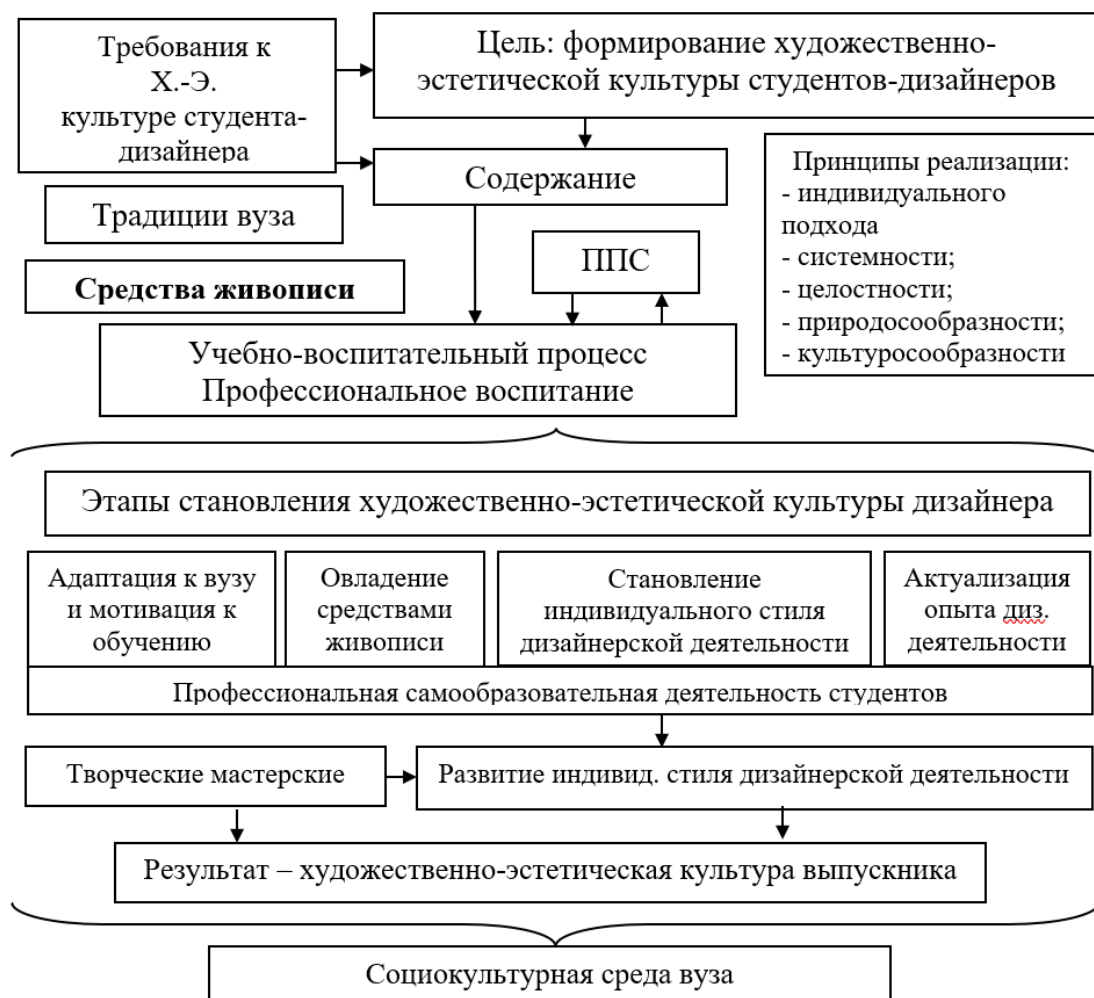 Требования к
Х.-Э.
культуре студента-
дизайнера
Цель: формирование художественно-
эстетической культуры студентов-дизайнеров
Содержание
Традиции вуза
Принципы реализации:
- индивидуального
подхода
- системности;
- целостности;
- природосообразности;
- культуросообразности
ППС
Средства живописи
Учебно-воспитательный процесс
Профессиональное воспитание
Этапы становления художественно-эстетической культуры дизайнера
Адаптация к вузу
и мотивация к
обучению
Овладение
средствами
живописи
Становление
индивидуального стиля
дизайнерской деятельности
Актуализация
опыта диз.
деятельности
Профессиональная самообразовательная деятельность студентов
Творческие мастерские
Развитие индивид. стиля дизайнерской деятельности
Результат – художественно-эстетическая культура выпускника
Социокультурная среда вуза